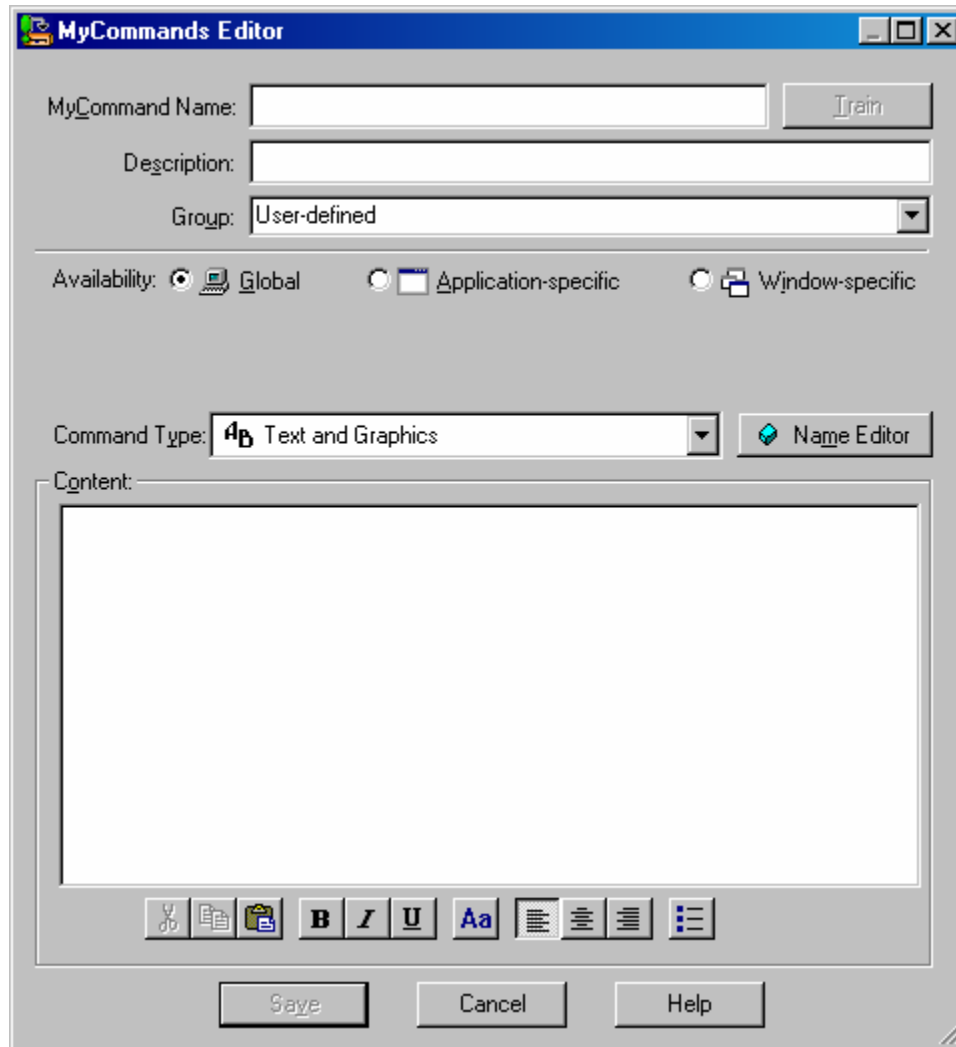 MyCommands Editor
MyCommand Name: Train
Description:
Group: User-defined
Availability: Global Application-specific Window-specific
Command Type: AB Text and Graphics Name Editor
Content:
B I U Aa
Save Cancel Help